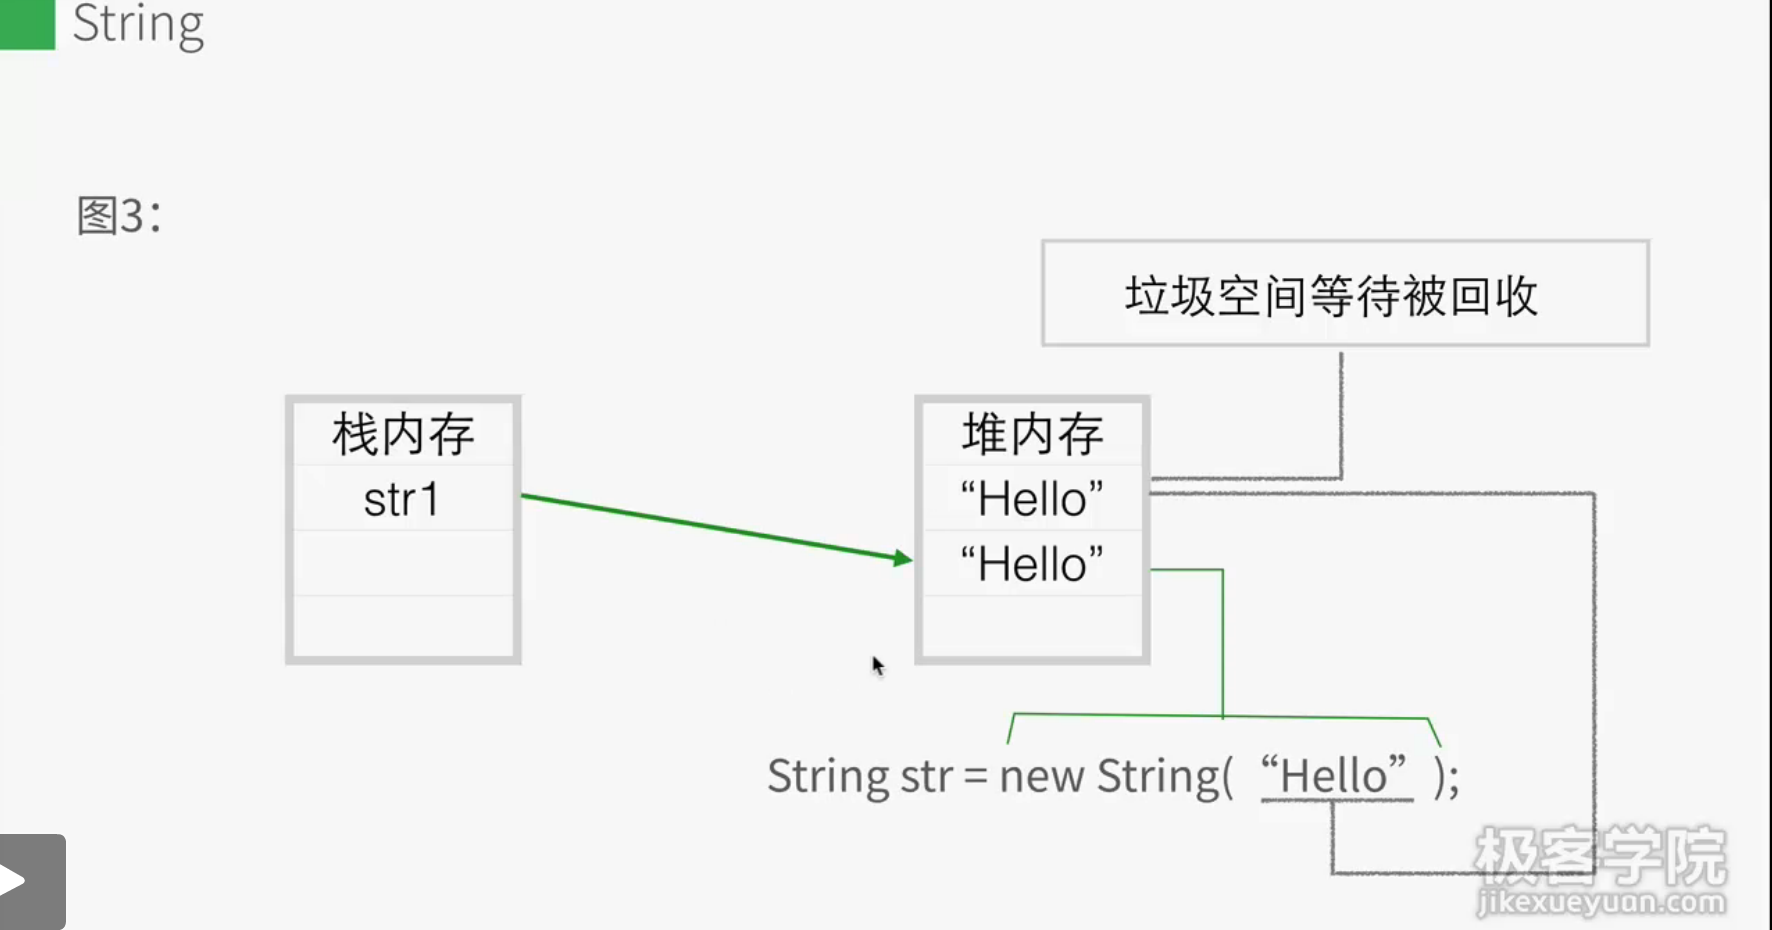 String
图3：
垃圾空间等待被回收
栈内存
str1
堆内存
“Hello”
“Hello”
String str = new String( “Hello” );
极客学院
jikexueyuan.com